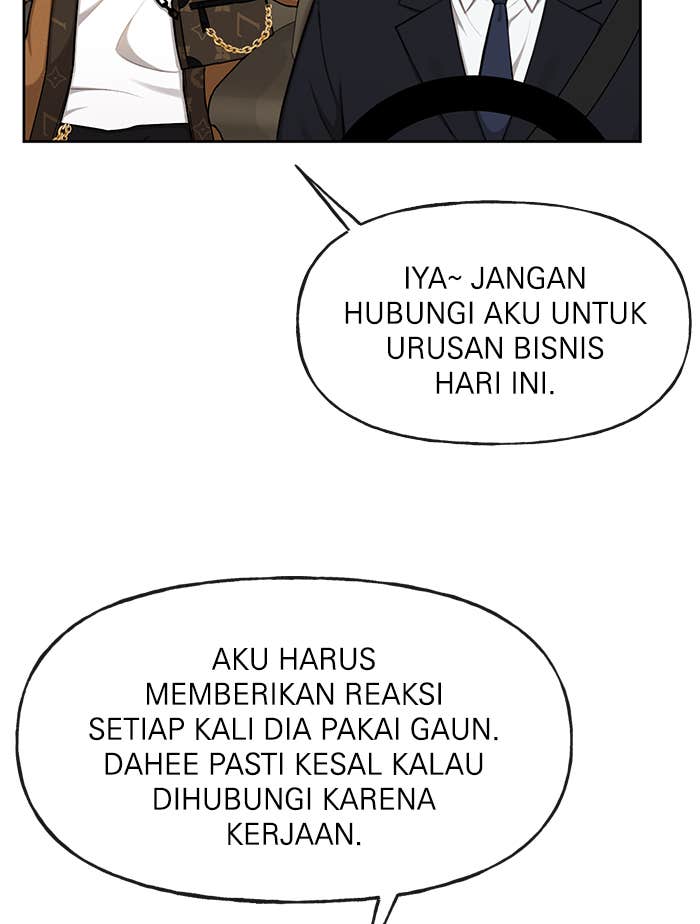 IYA~ JANGAN
HUBUNGI AKU UNTUK
URUSAN BISNIS
HARI INI.
AKU HARUS
MEMBERIKAN REAKSI
SETIAP KALI DIA PAKAI GAUN.
DAHEE PASTI KESAL KALAU
DIHUBUNGI KARENA
KERJAAN.